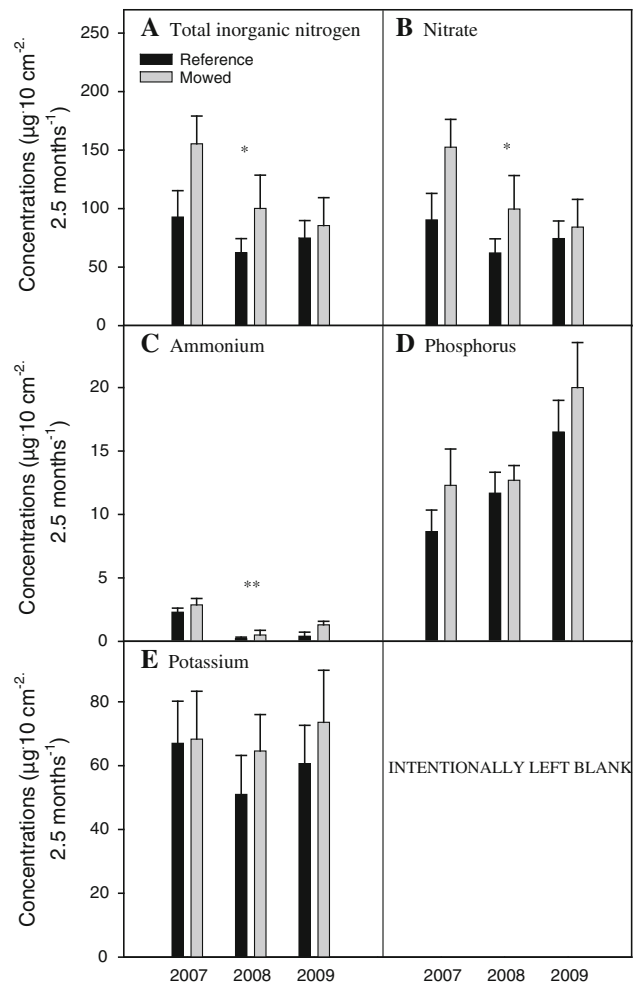 A Total inorganic nitrogen
B Nitrate
Reference
Mowed
Concentrations (µg·10 cm-2.
2.5 months-1)
250
200
150
100
50
0
*
*
C Ammonium
D Phosphorus
Concentrations (µg·10 cm-2.
2.5 months-1)
20
15
10
5
0
**
E Potassium
Concentrations (µg·10 cm-2.
2.5 months-1)
80
60
40
20
0
INTENTIONALLY LEFT BLANK
2007 2008 2009
2007 2008 2009